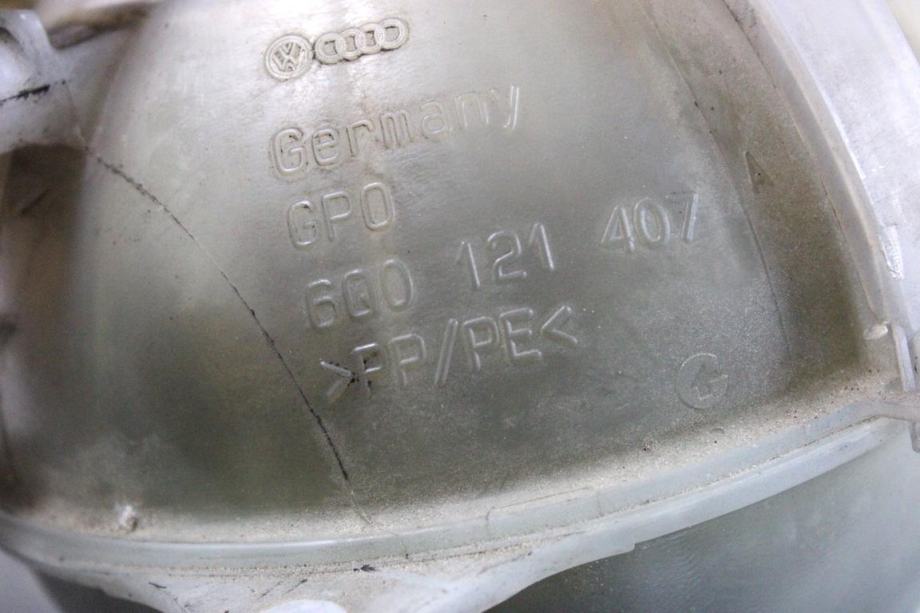 Germany
GPO
6Q0 121 407
>PP/PE<
G